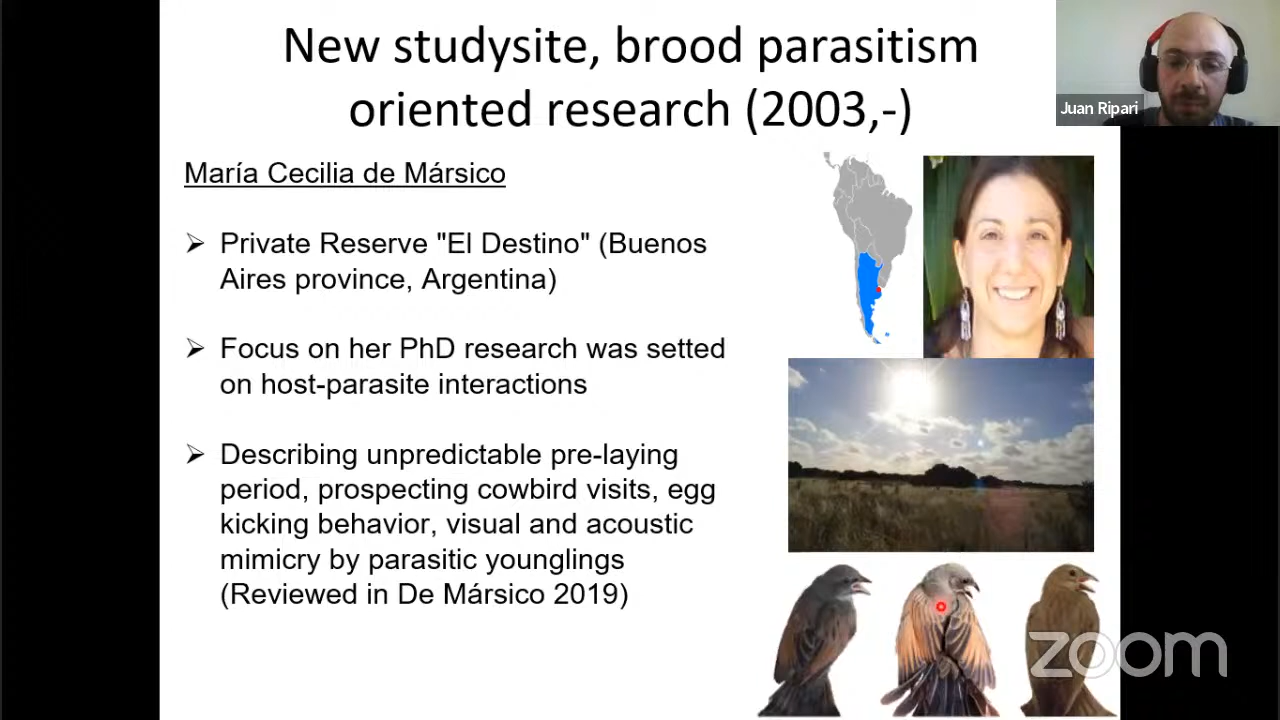 New studysite, brood parasitism
oriented research (2003,-)
Juan Ripari
María Cecilia de Mársico
➢ Private Reserve "El Destino" (Buenos
Aires province, Argentina)
➢ Focus on her PhD research was setted
on host-parasite interactions
➢ Describing unpredictable pre-laying
period, prospecting cowbird visits, egg
kicking behavior, visual and acoustic
mimicry by parasitic younglings
(Reviewed in De Mársico 2019)
zoom